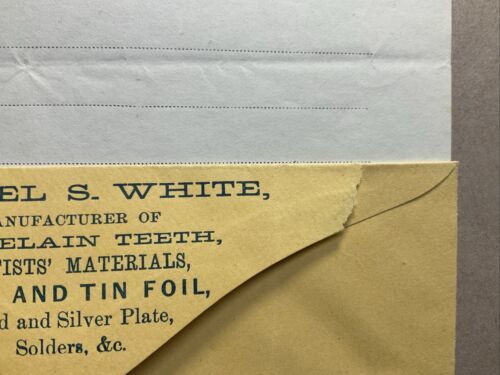 EL S. WHITE,
ANUFACTURER OF
ELAIN TEETH,
TISTS' MATERIALS,
AND TIN FOIL,
d and Silver Plate,
Solders, &c.